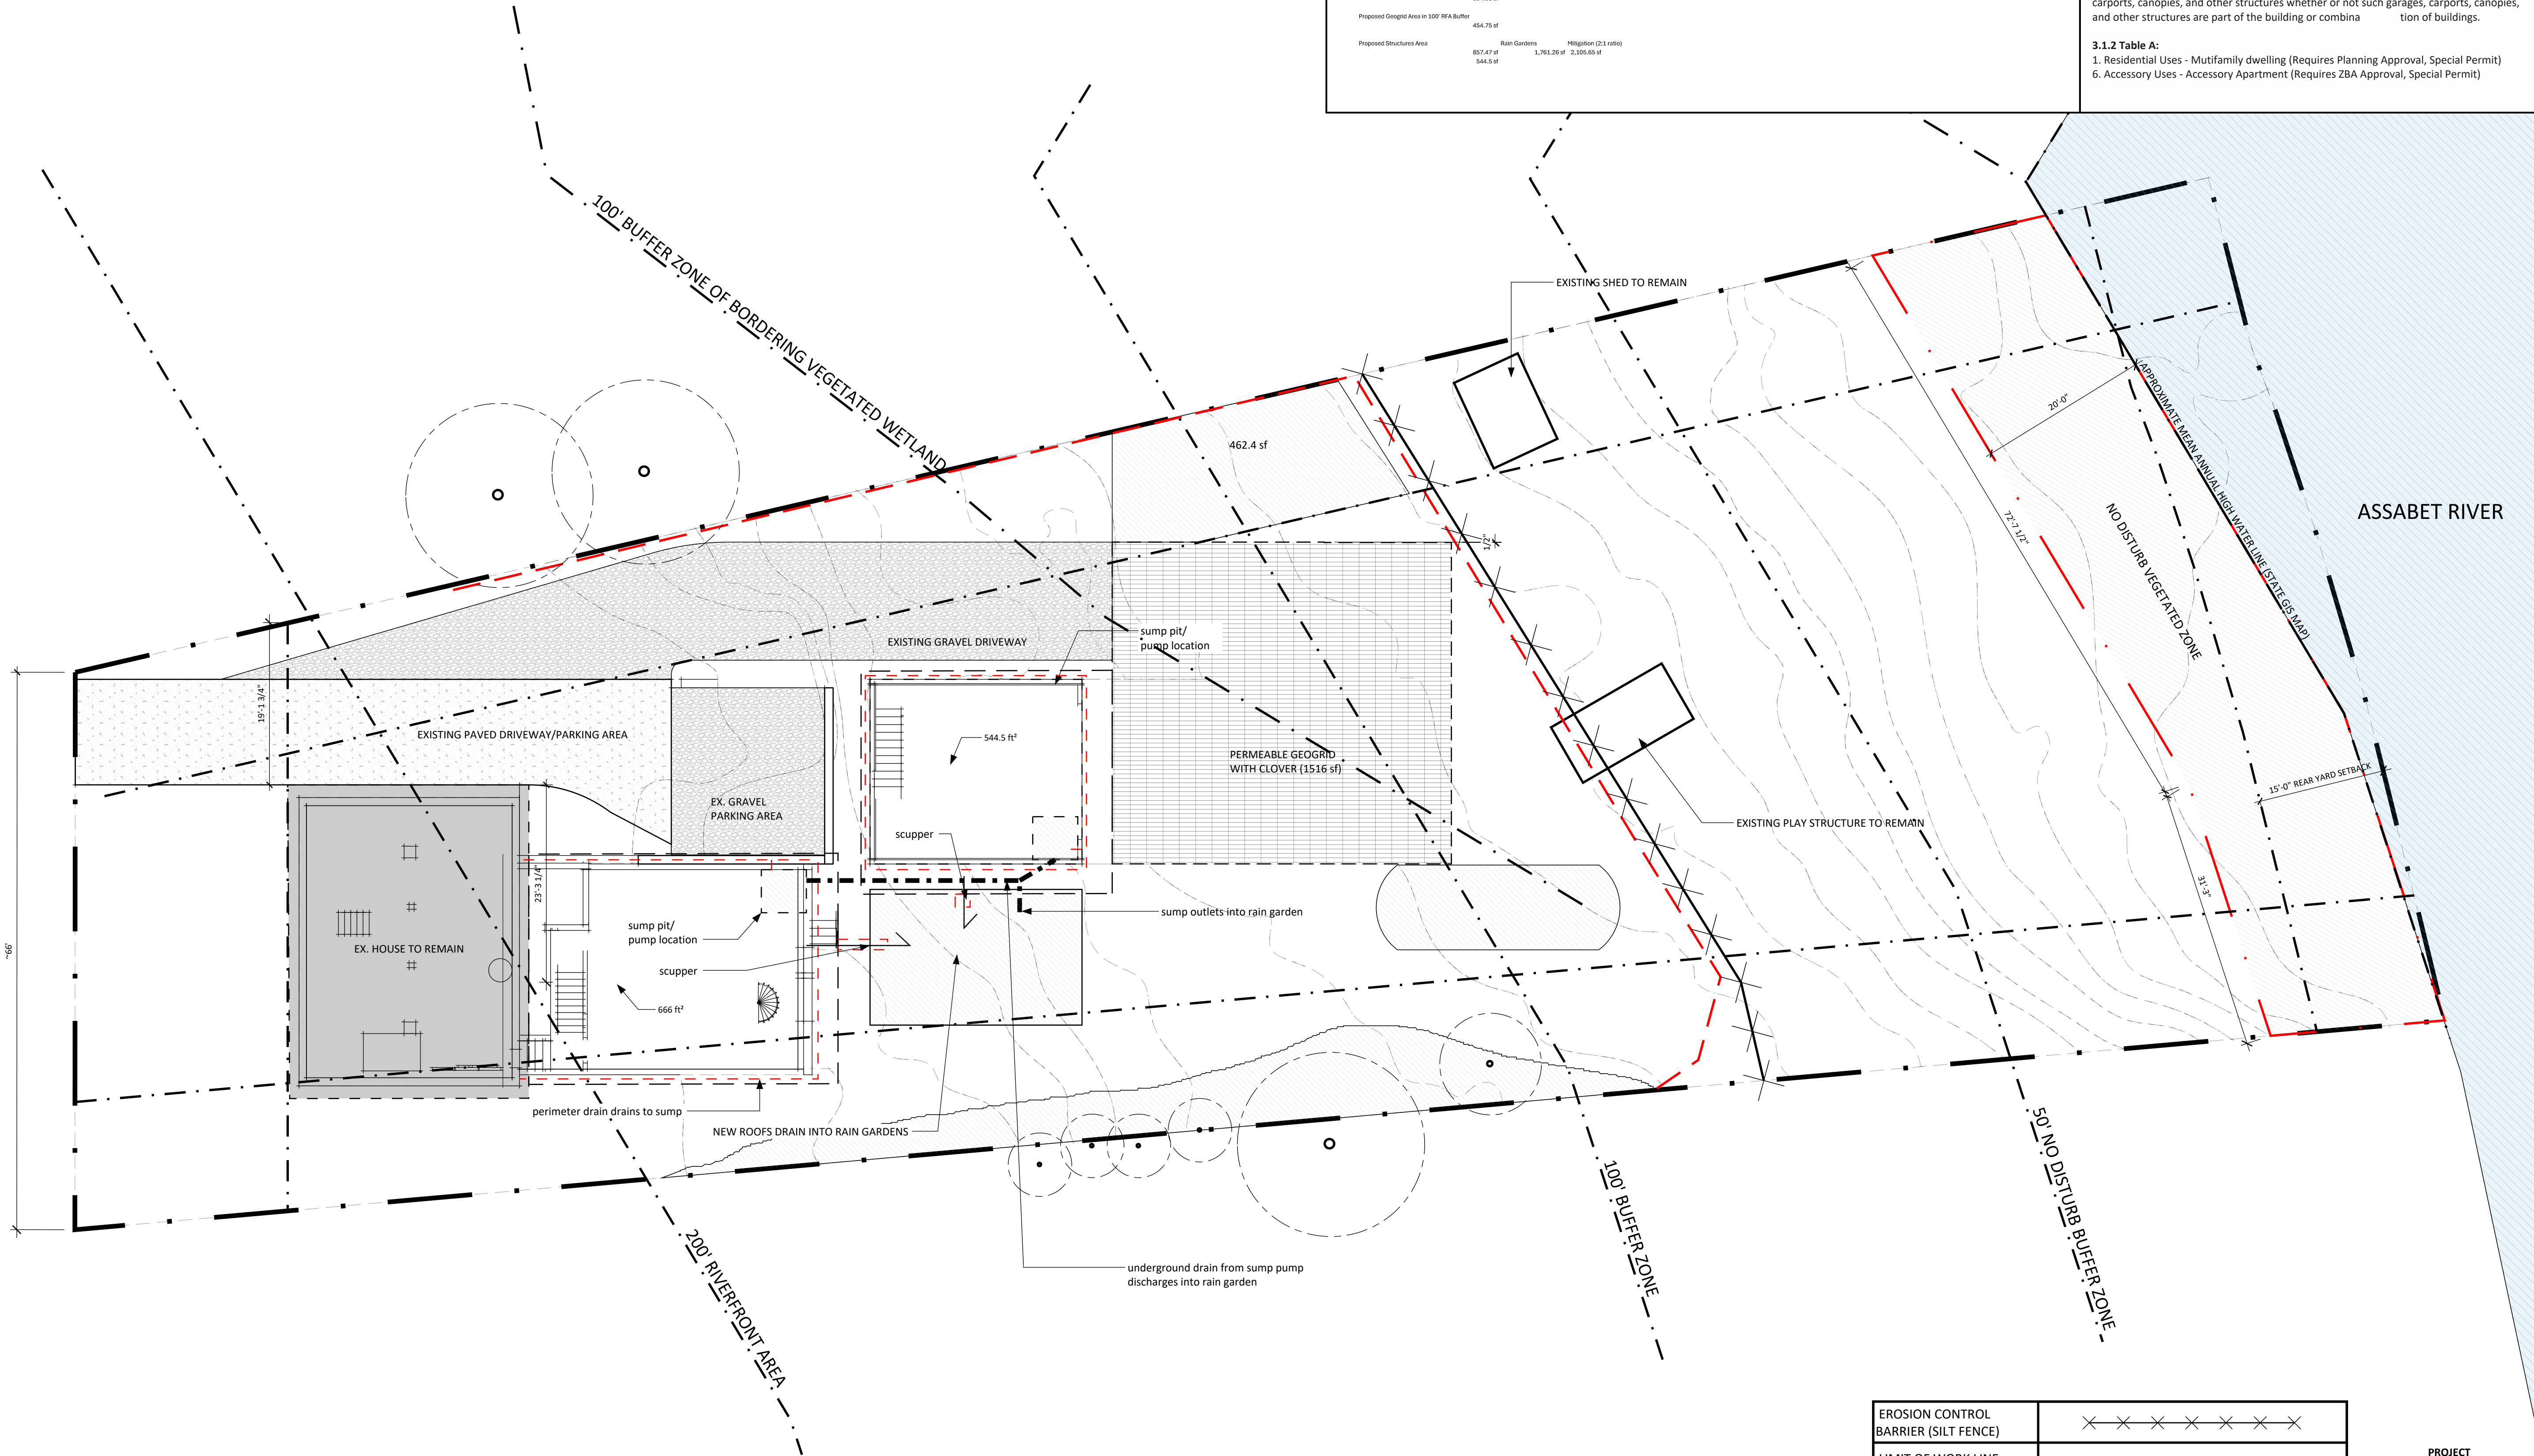 carports, canopies, and other structures whether or not such garages, carports, canopies,
and other structures are part of the building or combina tion of buildings.
3.1.2 Table A:
1. Residential Uses - Mutifamily dwelling (Requires Planning Approval, Special Permit)
6. Accessory Uses - Accessory Apartment (Requires ZBA Approval, Special Permit)
Proposed Geogrid Area in 100' RFA Buffer
454.75 sf
Proposed Structures Area Rain Gardens Mitigation (2:1 ratio)
857.47 sf 1,761.26 sf 2,105.65 sf
544.5 sf
100' BUFFER ZONE OF BORDERING VEGETATED WETLAND
EXISTING SHED TO REMAIN
462.4 sf
20'-0"
APPROXIMATE MEAN ANNUAL HIGH WATER LINE (STATE GIS MAP)
ASSABET RIVER
72'-7 1/2"
NO DISTURB VEGETATED ZONE
1/2"
EXISTING GRAVEL DRIVEWAY
sump pit/
pump location
19'-1 3/4"
EXISTING PAVED DRIVEWAY/PARKING AREA
544.5 ft²
PERMEABLE GEOGRID
WITH CLOVER (1516 sf)
15'-0" REAR YARD SETBACK
EX. GRAVEL
PARKING AREA
EXISTING PLAY STRUCTURE TO REMAIN
scupper
23'-3 1/4"
31'-3"
sump outlets into rain garden
sump pit/
pump location
~66'
EX. HOUSE TO REMAIN
scupper
666 ft²
perimeter drain drains to sump
NEW ROOFS DRAIN INTO RAIN GARDENS
underground drain from sump pump
discharges into rain garden
200' RIVERFRONT AREA
100' BUFFER ZONE
50' NO DISTURB BUFFER ZONE
EROSION CONTROL
BARRIER (SILT FENCE)
LIMIT OF WORK LINE
PROJECT